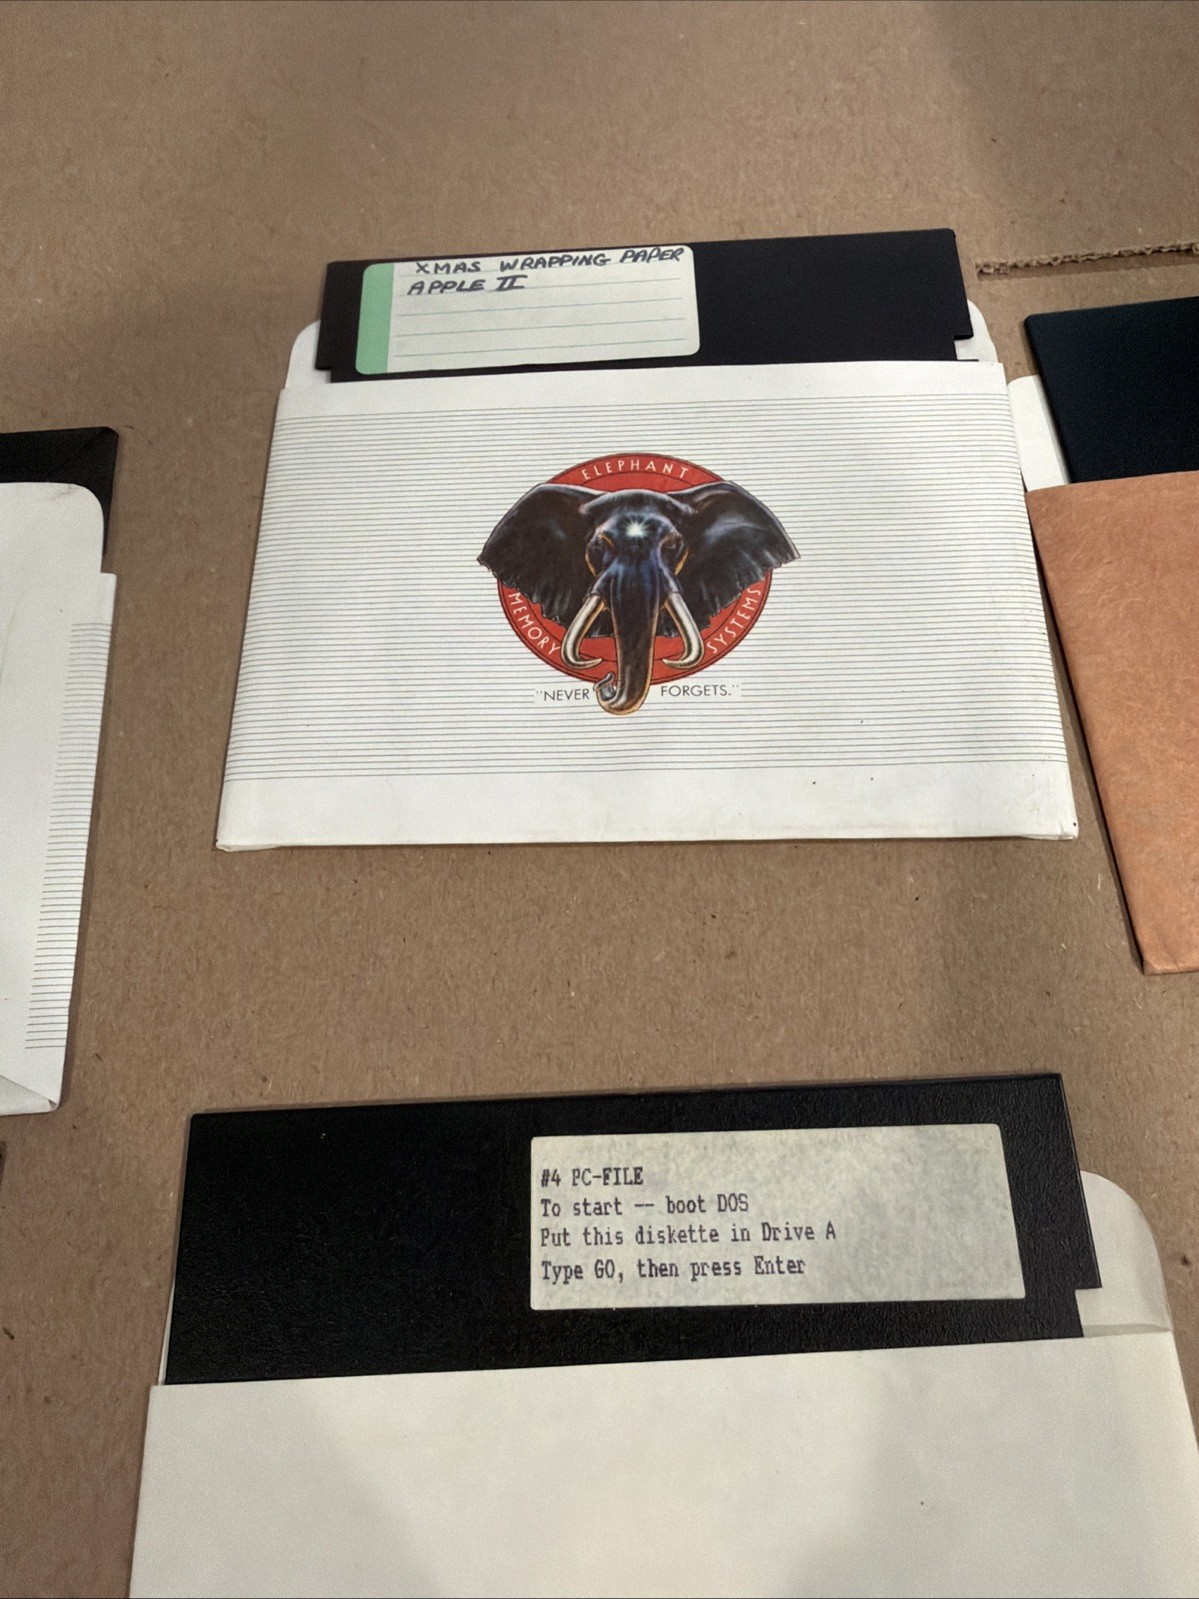 XMAS WRAPPING PAPER
APPLE II
ELEPHANT
MEMORY SYSTEMS
"NEVER FORGETS."
#4 PC-FILE
To start -- boot DOS
Put this diskette in Drive A
Type GO, then press Enter